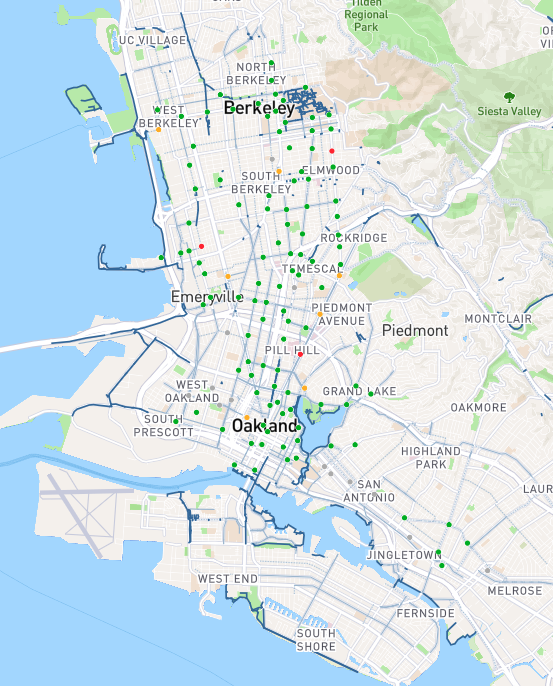 Tilden
Regional
Park
UC VILLAGE
NORTH
BERKELEY
Siesta Valley
WEST
BERKELEY
Berkeley
ELMWOOD
SOUTH
BERKELEY
ROCKRIDGE
TEMESCAL
Emeryville
PIEDMONT
AVENUE
MONTCLAIR
Piedmont
PILL HILL
WEST
OAKLAND
GRAND LAKE
OAKMORE
SOUTH
PRESCOTT
Oakland
HIGHLAND
PARK
SAN
ANTONIO
LAUR
JINGLETOWN
WEST END
MELROSE
FERNSIDE
SOUTH
SHORE